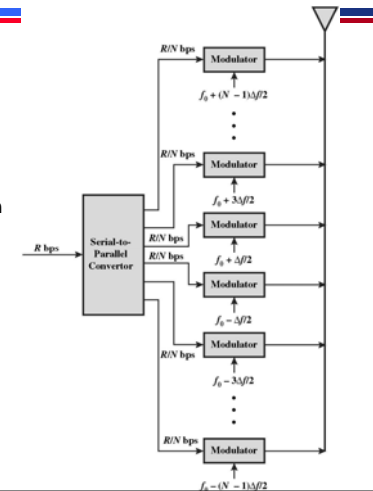 R/N bps
Modulator
f₀ + (N − 1)Δf/2
R/N bps
Modulator
f₀ + 3Δf/2
n
R/N bps
Modulator
Serial-to-
Parallel
Convertor
R bps
f₀ + Δf/2
R/N bps
Modulator
f₀ − Δf/2
Modulator
R/N bps
f₀ − 3Δf/2
R/N bps
Modulator
f₀ − (N − 1)Δf/2